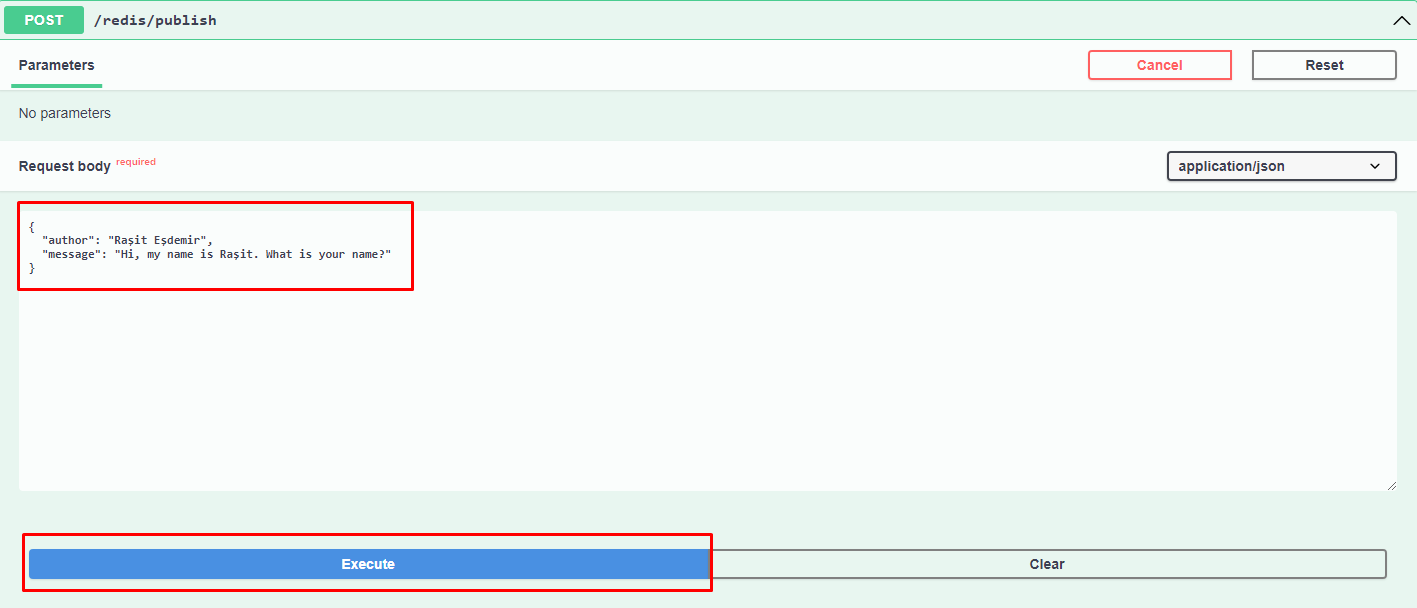 POST /redis/publish
Parameters
Cancel
Reset
No parameters
Request body required
application/json
{
  "author": "Raşit Eşdemir",
  "message": "Hi, my name is Raşit. What is your name?"
}
Execute
Clear